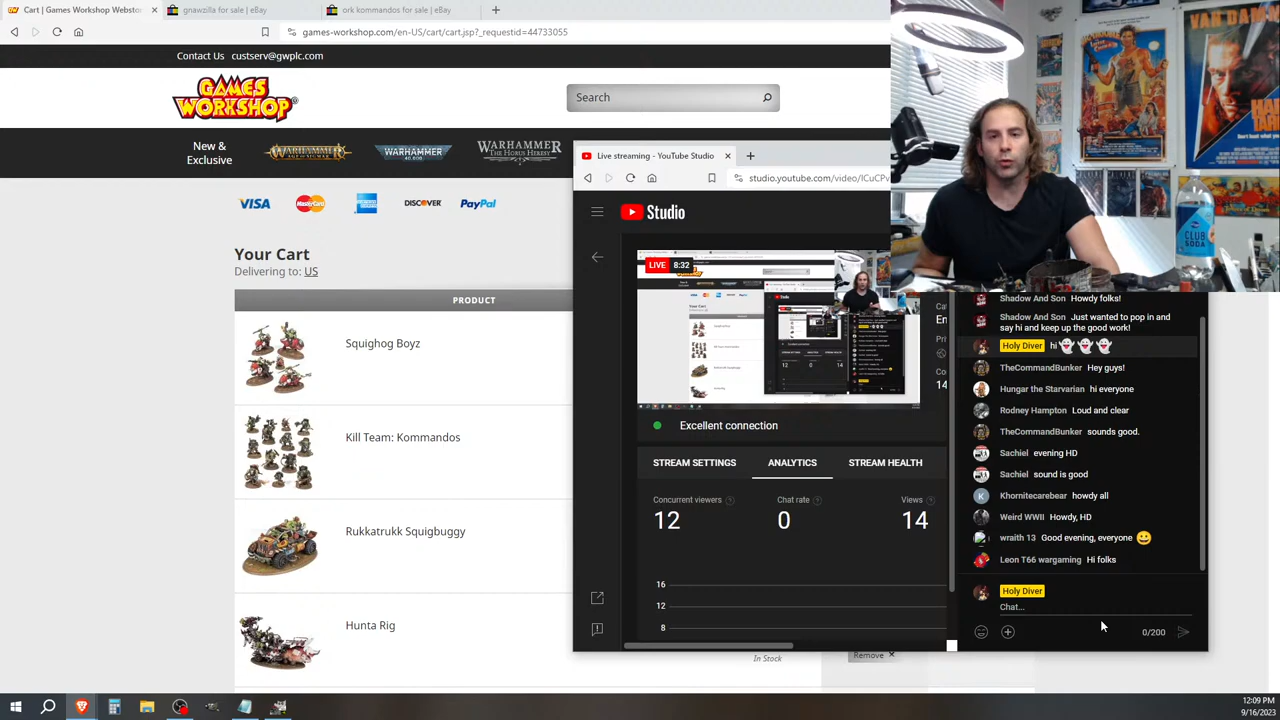 Cart | Games Workshop Webstor
gnawzilla for sale | eBay
ork kommandos for sale | eBay
games-workshop.com/en-US/cart/cart.jsp?_requestid=44733055
Contact Us custserv@gwplc.com
GAMES WORKSHOP
Search
New & Exclusive
WARHAMMER
WARHAMMER
WARHAMMER
THE HORUS HERESY
VISA MasterCard DISCOVER PayPal
Your Cart
Delivering to: US
PRODUCT
Squighog Boyz
Kill Team: Kommandos
Rukkatrukk Squigbuggy
Hunta Rig
In Stock
Remove
Live streaming - YouTube Studio
studio.youtube.com/video/ICuCPv
Studio
LIVE 8:32
Excellent connection
STREAM SETTINGS ANALYTICS STREAM HEALTH
Concurrent viewers Chat rate Views
12 0 14
16
12
8
VAN DAMME
CLUB SODA
Shadow And Son Howdy folks!
Shadow And Son Just wanted to pop in and
say hi and keep up the good work!
Holy Diver hi👻👻👻
TheCommandBunker Hey guys!
Hungar the Starvarian hi everyone
Rodney Hampton Loud and clear
TheCommandBunker sounds good.
Sachiel evening HD
Sachiel sound is good
Khornitecarebear howdy all
Weird WWII Howdy, HD
wraith 13 Good evening, everyone 😀
Leon T66 wargaming Hi folks
Holy Diver
Chat...
0/200
12:09 PM
9/16/2023